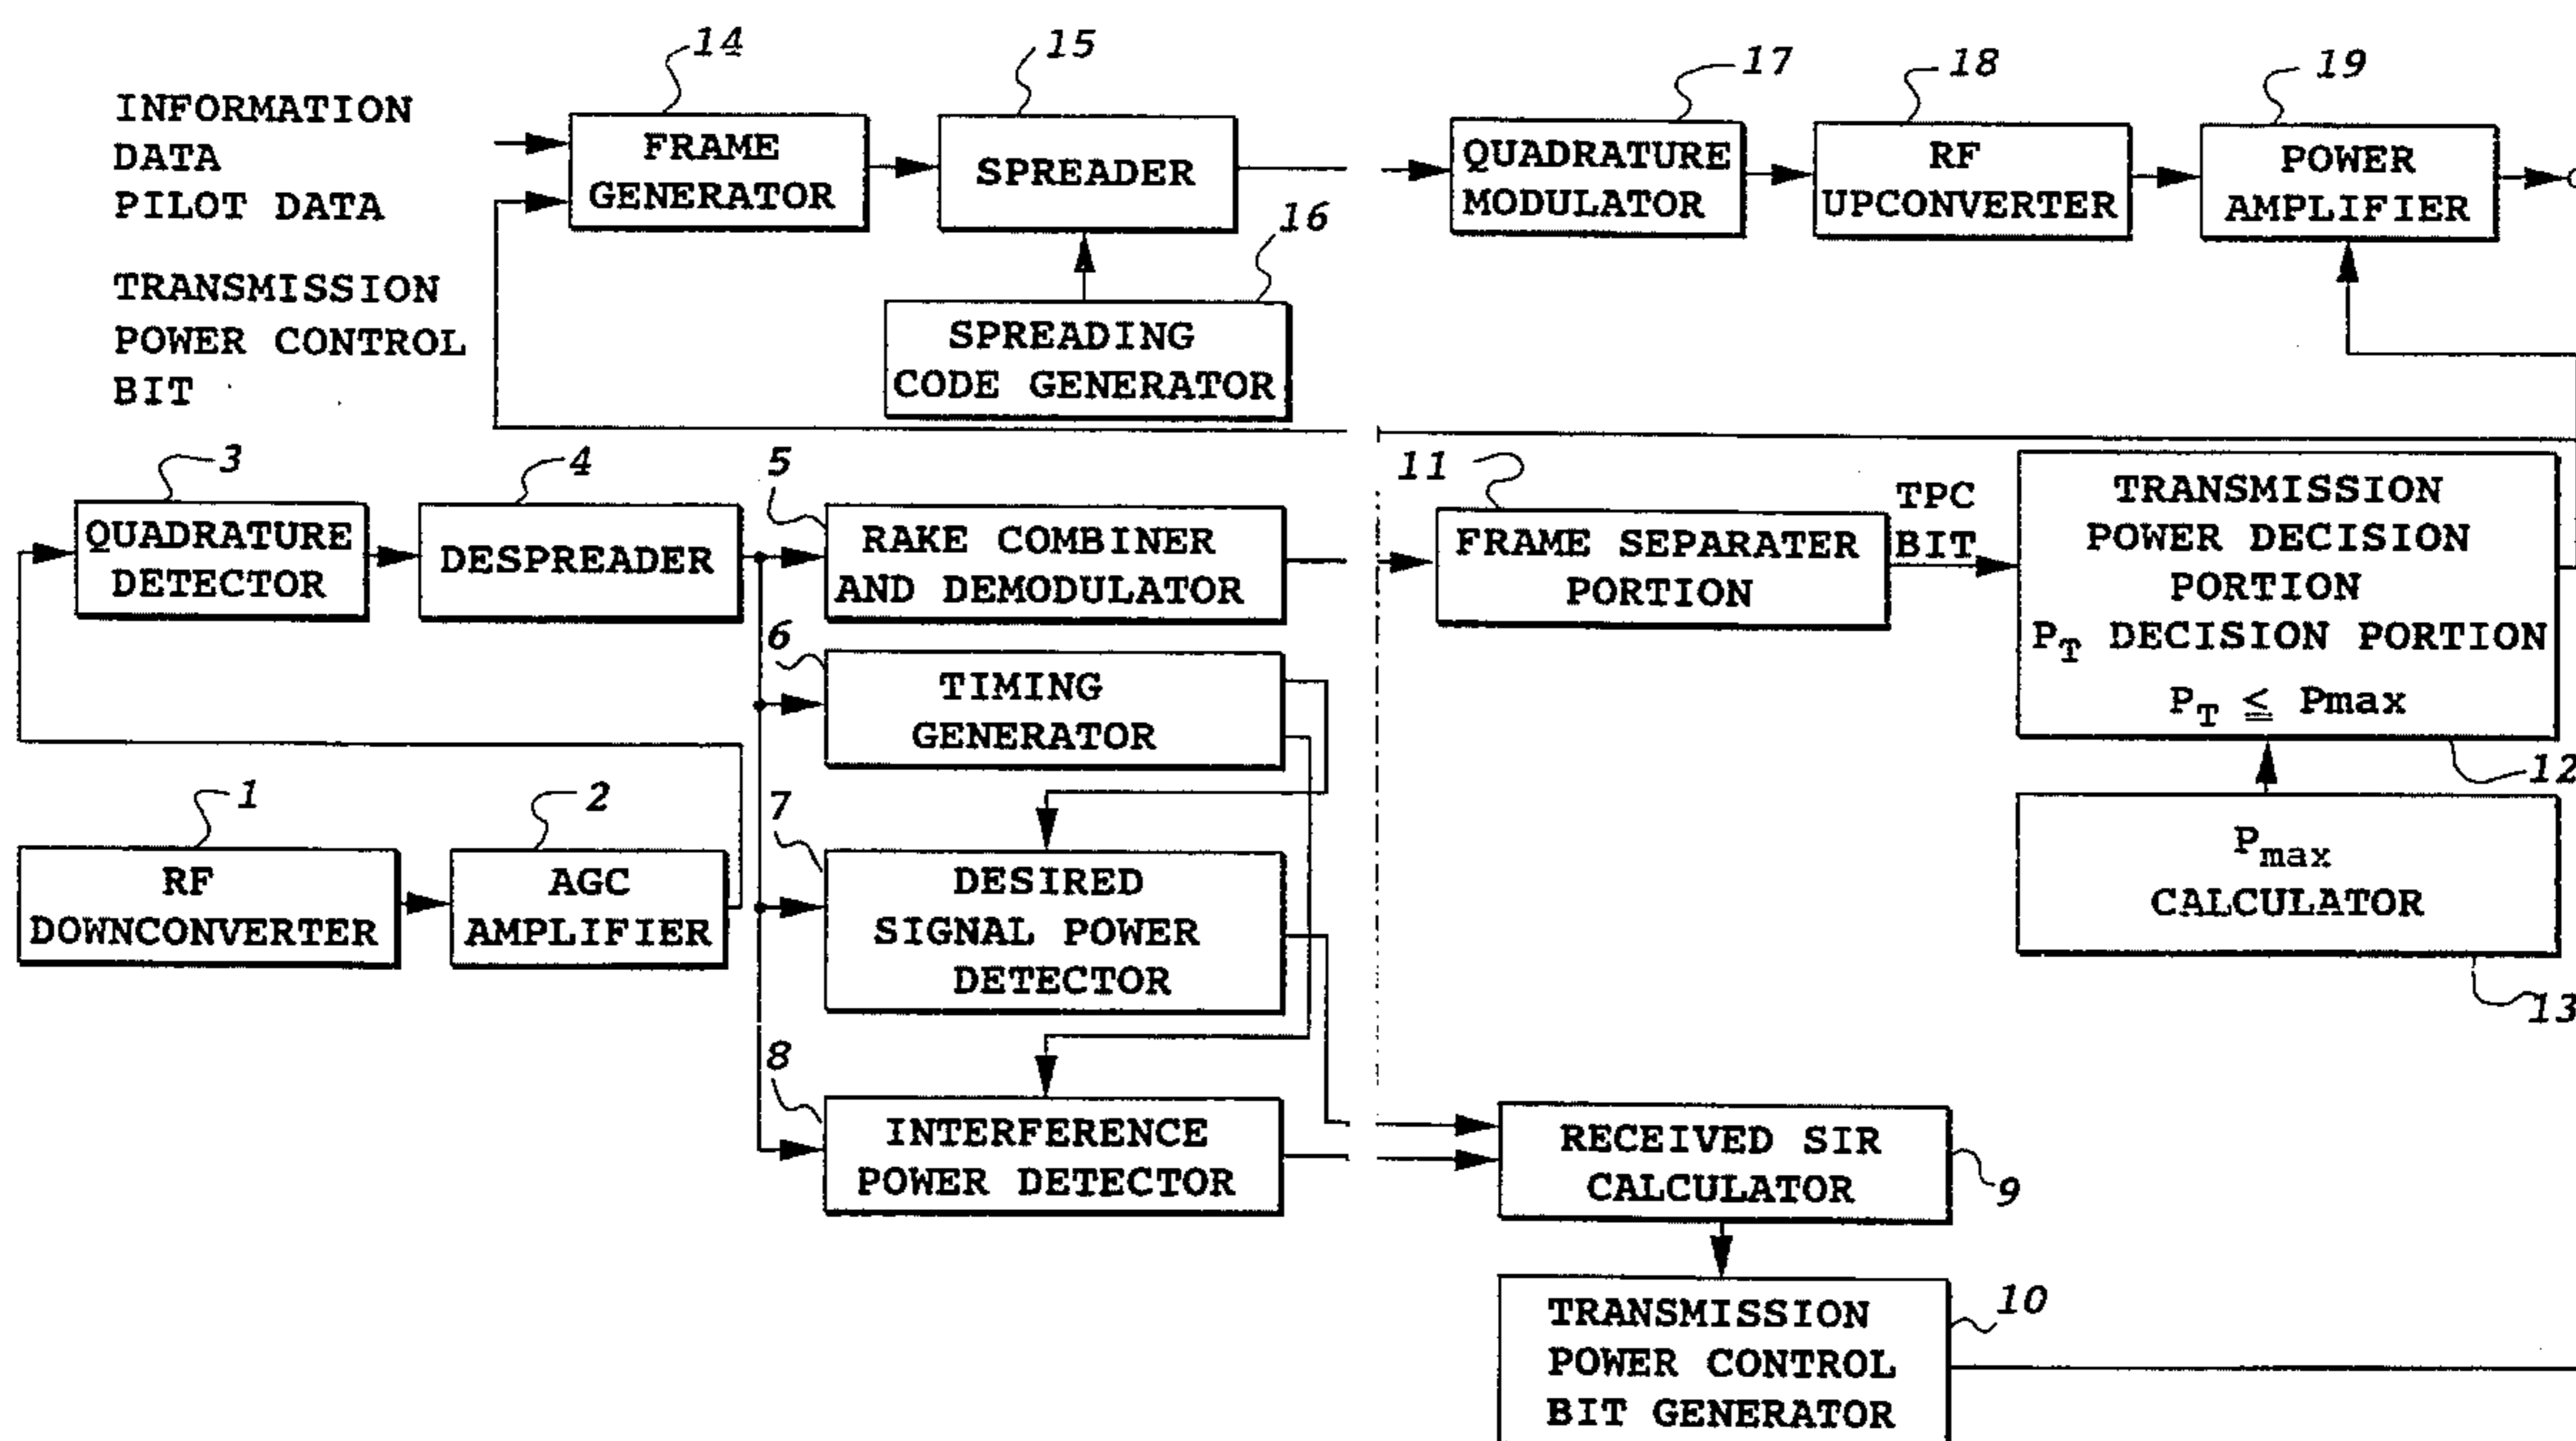 14
15
17
18
19
INFORMATION
DATA
PILOT DATA
TRANSMISSION
POWER CONTROL
BIT
FRAME
GENERATOR
SPREADER
16
SPREADING
CODE GENERATOR
QUADRATURE
MODULATOR
RF
UPCONVERTER
POWER
AMPLIFIER
3
4
5
11
QUADRATURE
DETECTOR
DESPREADER
RAKE COMBINER
AND DEMODULATOR
FRAME SEPARATER
PORTION
TPC
BIT
TRANSMISSION
POWER DECISION
PORTION
PT DECISION PORTION
PT ≦ Pmax
12
6
TIMING
GENERATOR
1
2
7
RF
DOWNCONVERTER
AGC
AMPLIFIER
DESIRED
SIGNAL POWER
DETECTOR
Pmax
CALCULATOR
13
8
INTERFERENCE
POWER DETECTOR
RECEIVED SIR
CALCULATOR
9
TRANSMISSION
POWER CONTROL
BIT GENERATOR
10